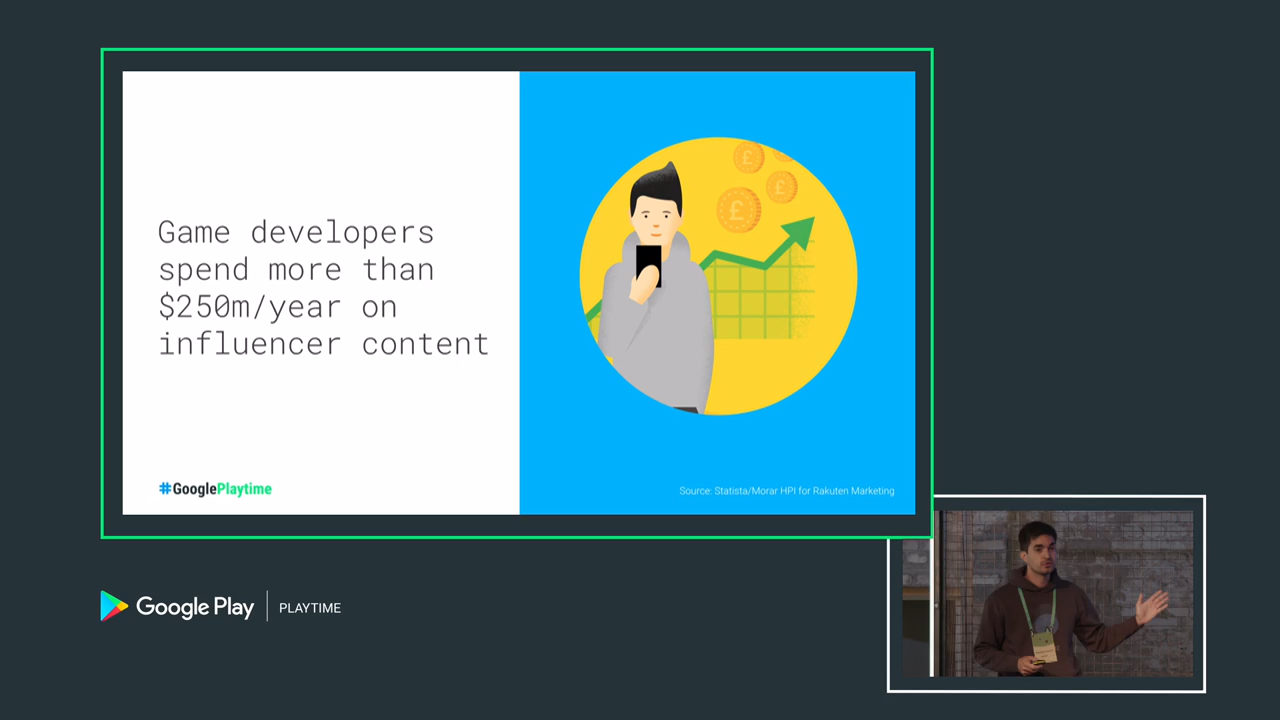 Game developers
spend more than
$250m/year on
influencer content
#GooglePlaytime
Source: Statista/Morar HPI for Rakuten Marketing
£
£
£
Google Play
PLAYTIME